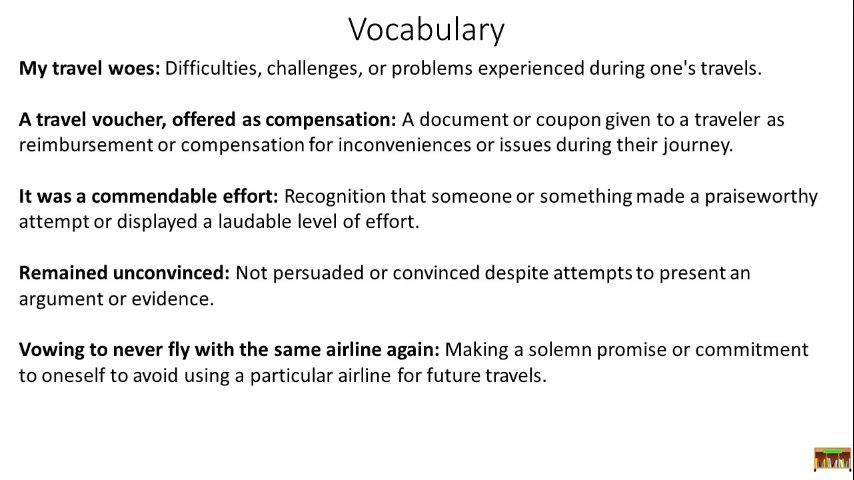 Vocabulary
My travel woes: Difficulties, challenges, or problems experienced during one's travels.
A travel voucher, offered as compensation: A document or coupon given to a traveler as
reimbursement or compensation for inconveniences or issues during their journey.
It was a commendable effort: Recognition that someone or something made a praiseworthy
attempt or displayed a laudable level of effort.
Remained unconvinced: Not persuaded or convinced despite attempts to present an
argument or evidence.
Vowing to never fly with the same airline again: Making a solemn promise or commitment
to oneself to avoid using a particular airline for future travels.